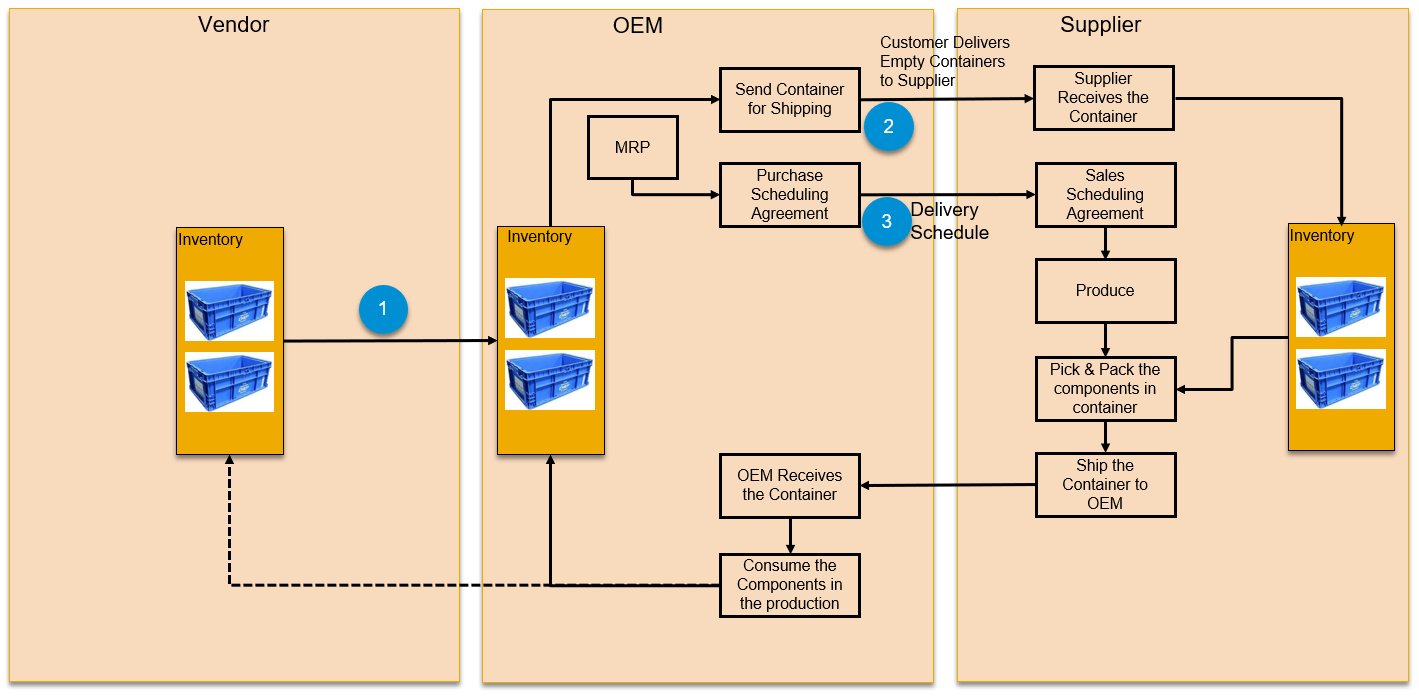 Vendor
OEM
Supplier
Customer Delivers
Empty Containers
to Supplier
Send Container
for Shipping
2
Supplier
Receives the
Container
MRP
Purchase
Scheduling
Agreement
3
Delivery
Schedule
Sales
Scheduling
Agreement
Inventory
1
Inventory
Inventory
Produce
Pick & Pack the
components in
container
OEM Receives
the Container
Ship the
Container to
OEM
Consume the
Components in
the production